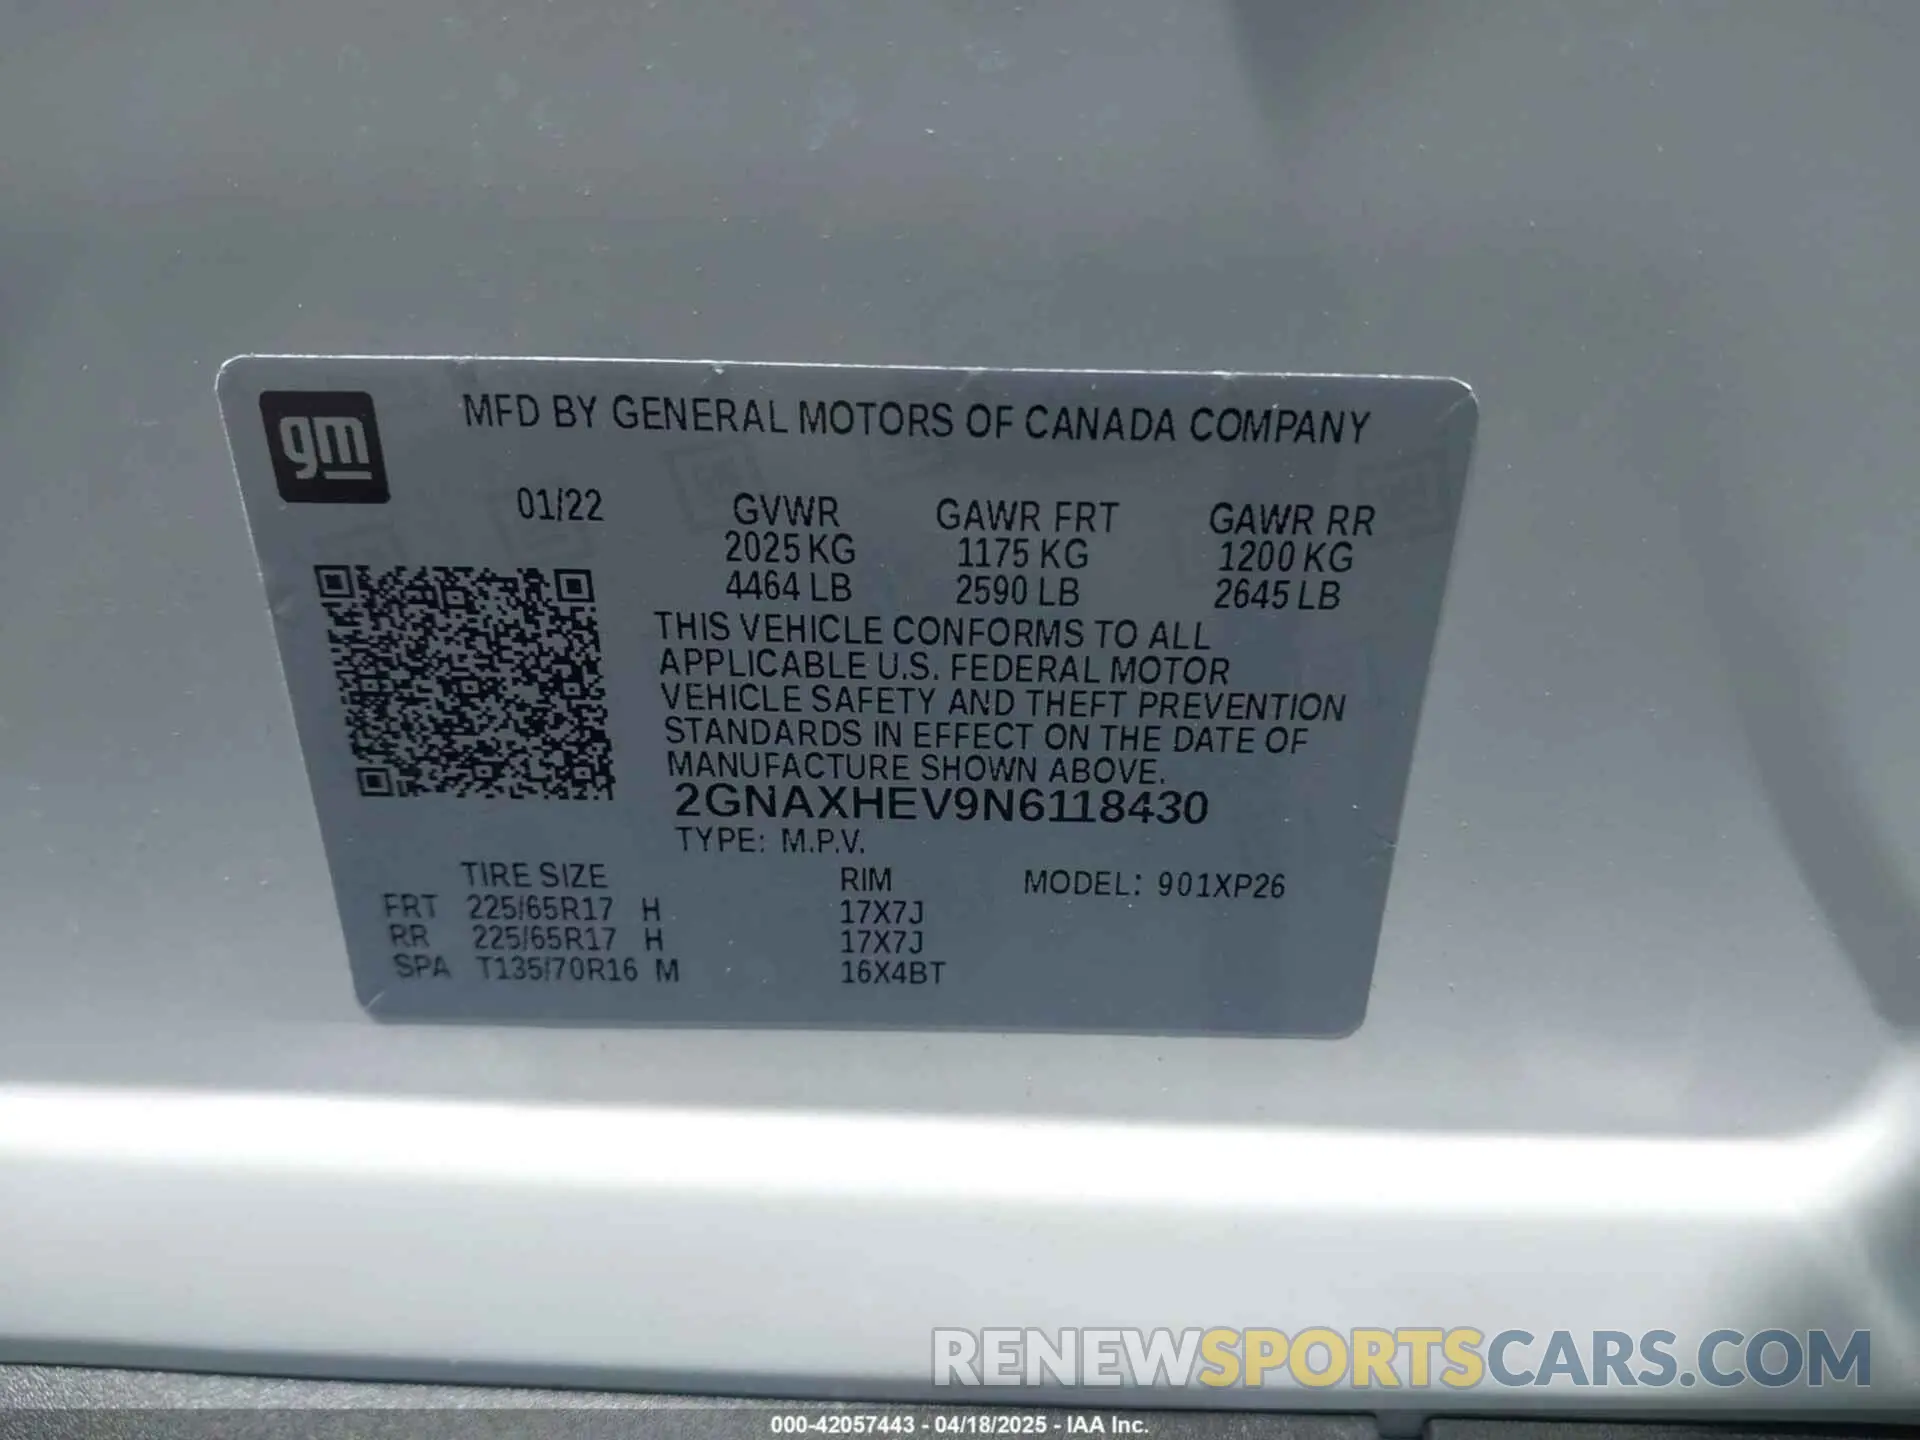 gm
MFD BY GENERAL MOTORS OF CANADA COMPANY
01/22 GVWR GAWR FRT GAWR RR
2025 KG 1175 KG 1200 KG
4464 LB 2590 LB 2645 LB
THIS VEHICLE CONFORMS TO ALL
APPLICABLE U.S. FEDERAL MOTOR
VEHICLE SAFETY AND THEFT PREVENTION
STANDARDS IN EFFECT ON THE DATE OF
MANUFACTURE SHOWN ABOVE.
2GNAXHEV9N6118430
TYPE: M.P.V.
TIRE SIZE RIM MODEL: 901XP26
FRT 225/65R17 H 17X7J
RR 225/65R17 H 17X7J
SPA T135/70R16 M 16X4BT
RENEWSPORTSCARS.COM
000-42057443 - 04/18/2025 - IAA Inc.